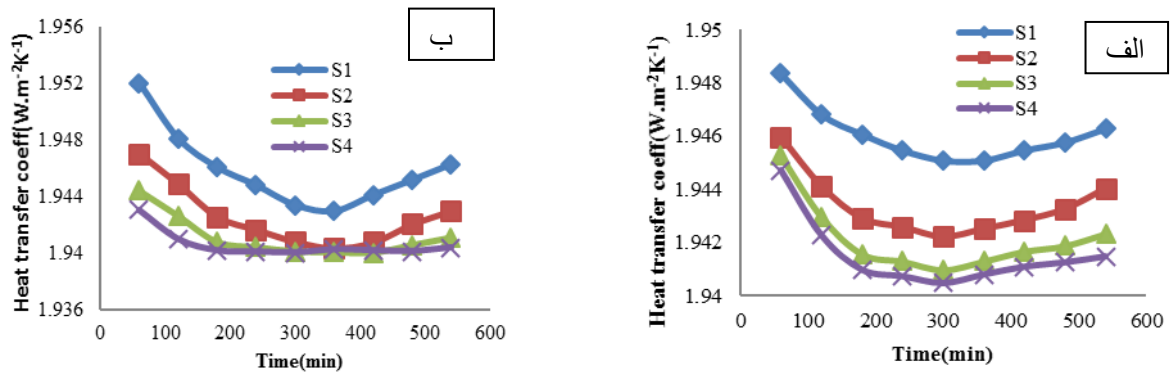 ب
1.956
1.952
1.948
1.944
1.94
1.936
Heat transfer coeff(W.m-2K-1)
S1
S2
S3
S4
0 100 200 300 400 500 600
Time(min)
الف
1.95
1.948
1.946
1.944
1.942
1.94
Heat transfer coeff(W.m-2K-1)
S1
S2
S3
S4
0 100 200 300 400 500 600
Time(min)